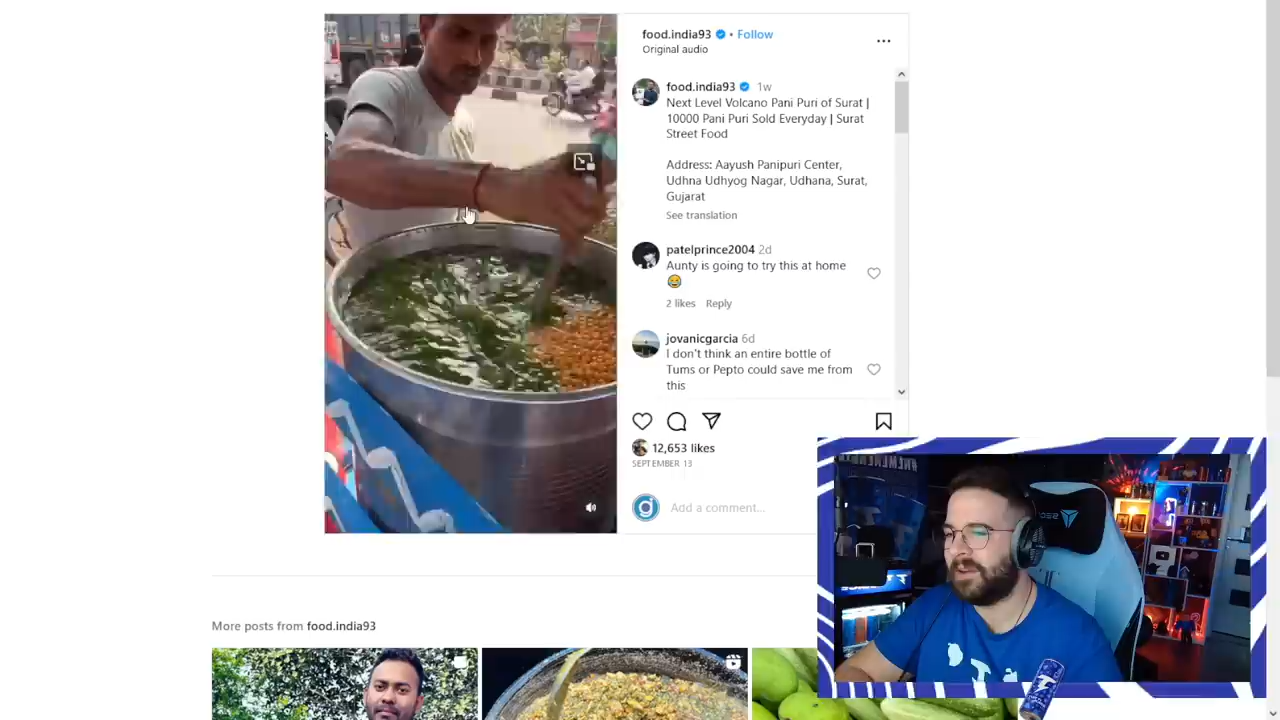 food.india93 • Follow
Original audio
food.india93 1w
Next Level Volcano Pani Puri of Surat |
10000 Pani Puri Sold Everyday | Surat
Street Food
Address: Aayush Panipuri Center,
Udhna Udhyog Nagar, Udhana, Surat,
Gujarat
See translation
patelprince2004 2d
Aunty is going to try this at home
😂
2 likes Reply
jovanicgarcia 6d
I don't think an entire bottle of
Tums or Pepto could save me from
this
12,653 likes
SEPTEMBER 13
Add a comment...
More posts from food.india93